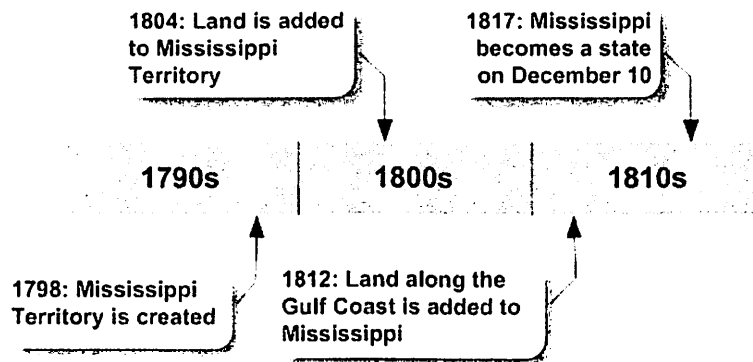 1804: Land is added
to Mississippi
Territory
1817: Mississippi
becomes a state
on December 10
1790s
1800s
1810s
1798: Mississippi
Territory is created
1812: Land along the
Gulf Coast is added to
Mississippi